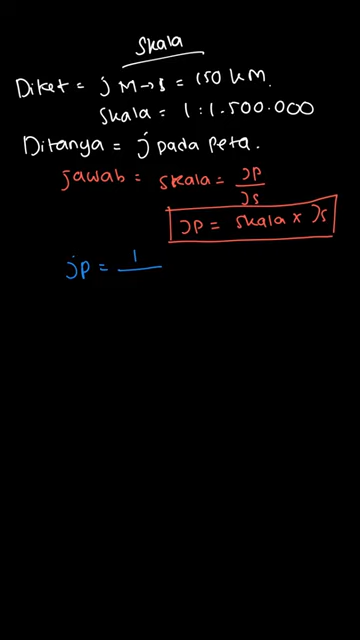 Skala
Diket = j M→S = 150 KM.
Skala = 1 : 1.500.000
Ditanya = j pada peta.
jawab = skala = JP/JS
JP = skala x JS
jp = 1